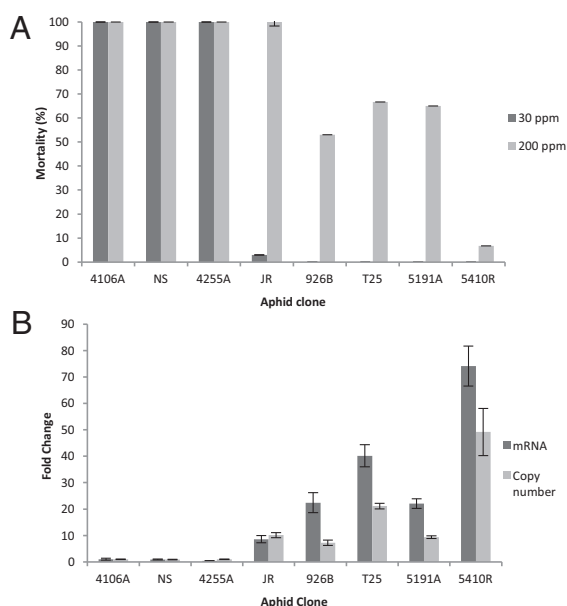 A
100
90
80
70
60
50
40
30
20
10
0
Mortality (%)
4106A NS 4255A JR 926B T25 5191A 5410R
Aphid clone
30 ppm
200 ppm
B
90
80
70
60
50
40
30
20
10
0
Fold Change
4106A NS 4255A JR 926B T25 5191A 5410R
Aphid Clone
mRNA
Copy
number